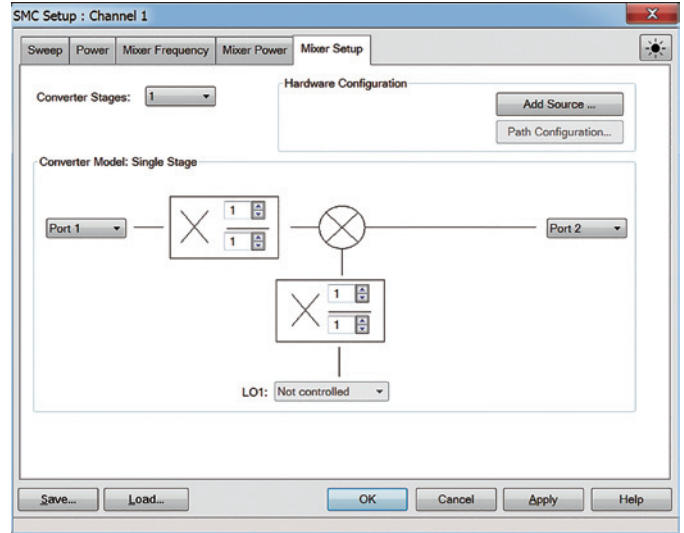 SMC Setup : Channel 1
X
Sweep Power Mixer Frequency Mixer Power Mixer Setup
Converter Stages: 1
Hardware Configuration
Add Source ...
Path Configuration...
Converter Model: Single Stage
Port 1
1
1
Port 2
1
1
LO1: Not controlled
Save... Load... OK Cancel Apply Help